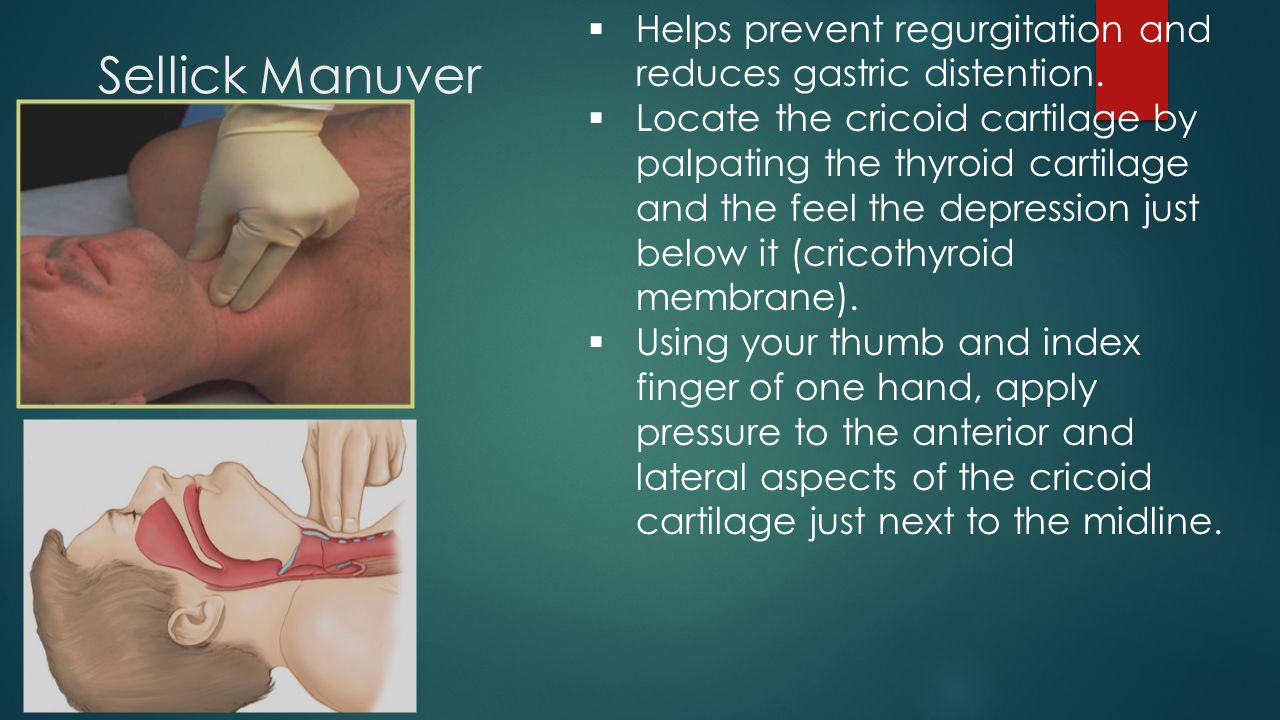 Sellick Manuver
▪ Helps prevent regurgitation and
reduces gastric distention.
▪ Locate the cricoid cartilage by
palpating the thyroid cartilage
and the feel the depression just
below it (cricothyroid
membrane).
▪ Using your thumb and index
finger of one hand, apply
pressure to the anterior and
lateral aspects of the cricoid
cartilage just next to the midline.